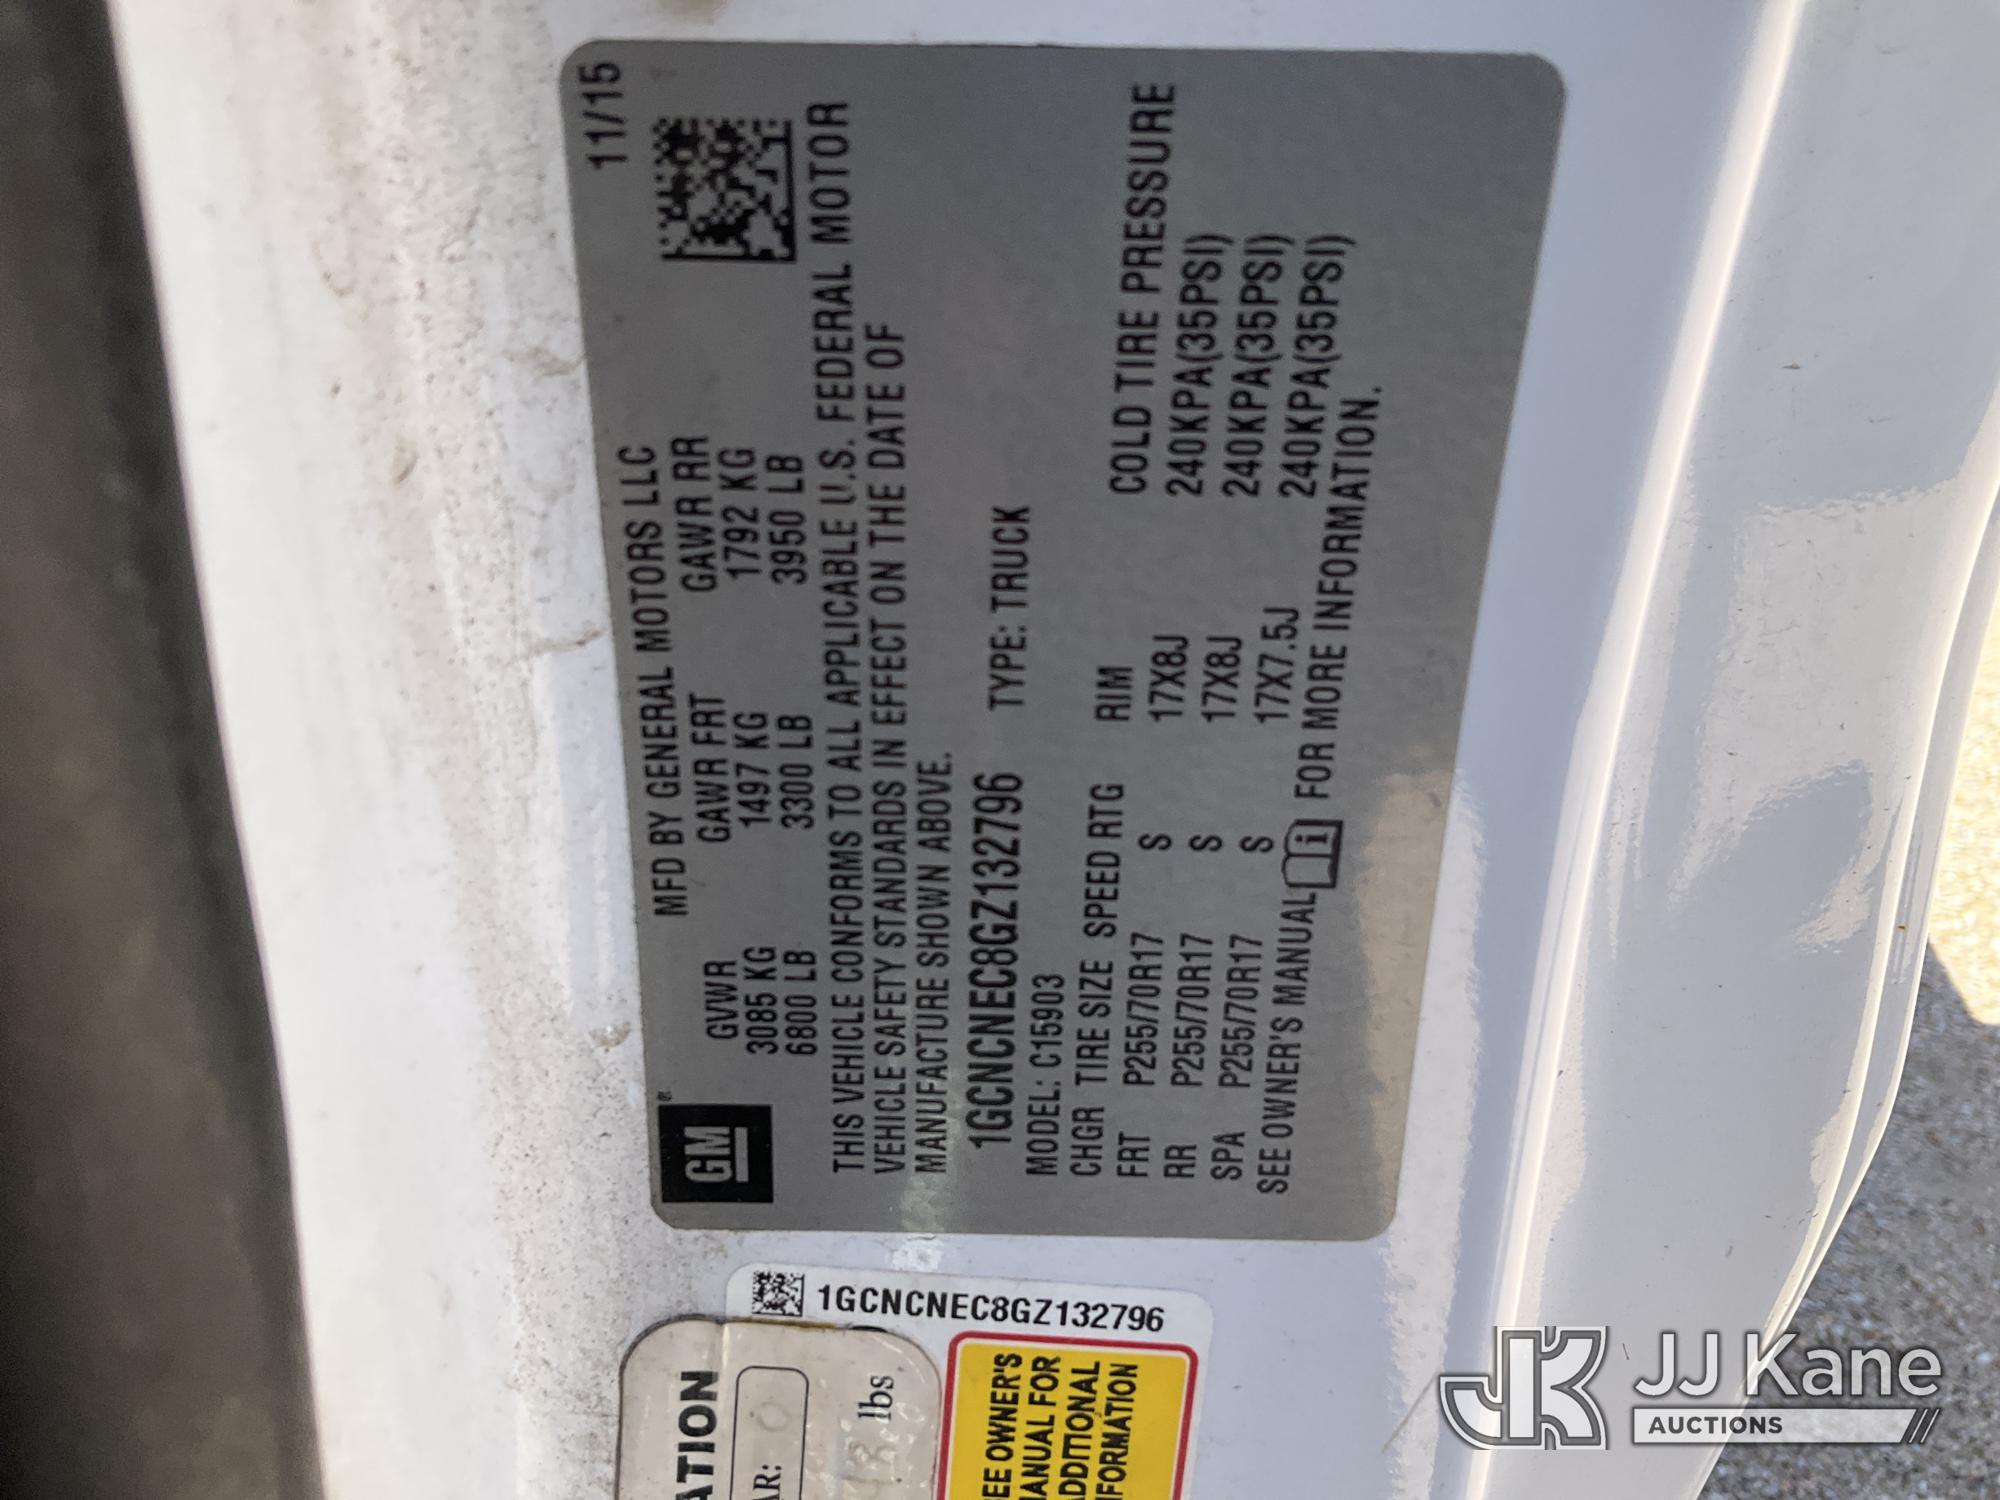 MFD BY GENERAL MOTORS LLC 11/15
GM®
GVWR GAWR FRT GAWR RR
3085 KG 1497 KG 1792 KG
6800 LB 3300 LB 3950 LB
THIS VEHICLE CONFORMS TO ALL APPLICABLE U.S. FEDERAL MOTOR
VEHICLE SAFETY STANDARDS IN EFFECT ON THE DATE OF
MANUFACTURE SHOWN ABOVE.
1GCNCNEC8GZ132796 TYPE: TRUCK
MODEL: C15903
CHGR TIRE SIZE SPEED RTG RIM COLD TIRE PRESSURE
FRT P255/70R17 S 17X8J 240KPA(35PSI)
RR P255/70R17 S 17X8J 240KPA(35PSI)
SPA P255/70R17 S 17X7.5J 240KPA(35PSI)
SEE OWNER'S MANUAL i FOR MORE INFORMATION.
1GCNCNEC8GZ132796
ATION
AR: 0
lbs
SEE OWNER'S
MANUAL FOR
ADDITIONAL
INFORMATION
JK JJ Kane
AUCTIONS